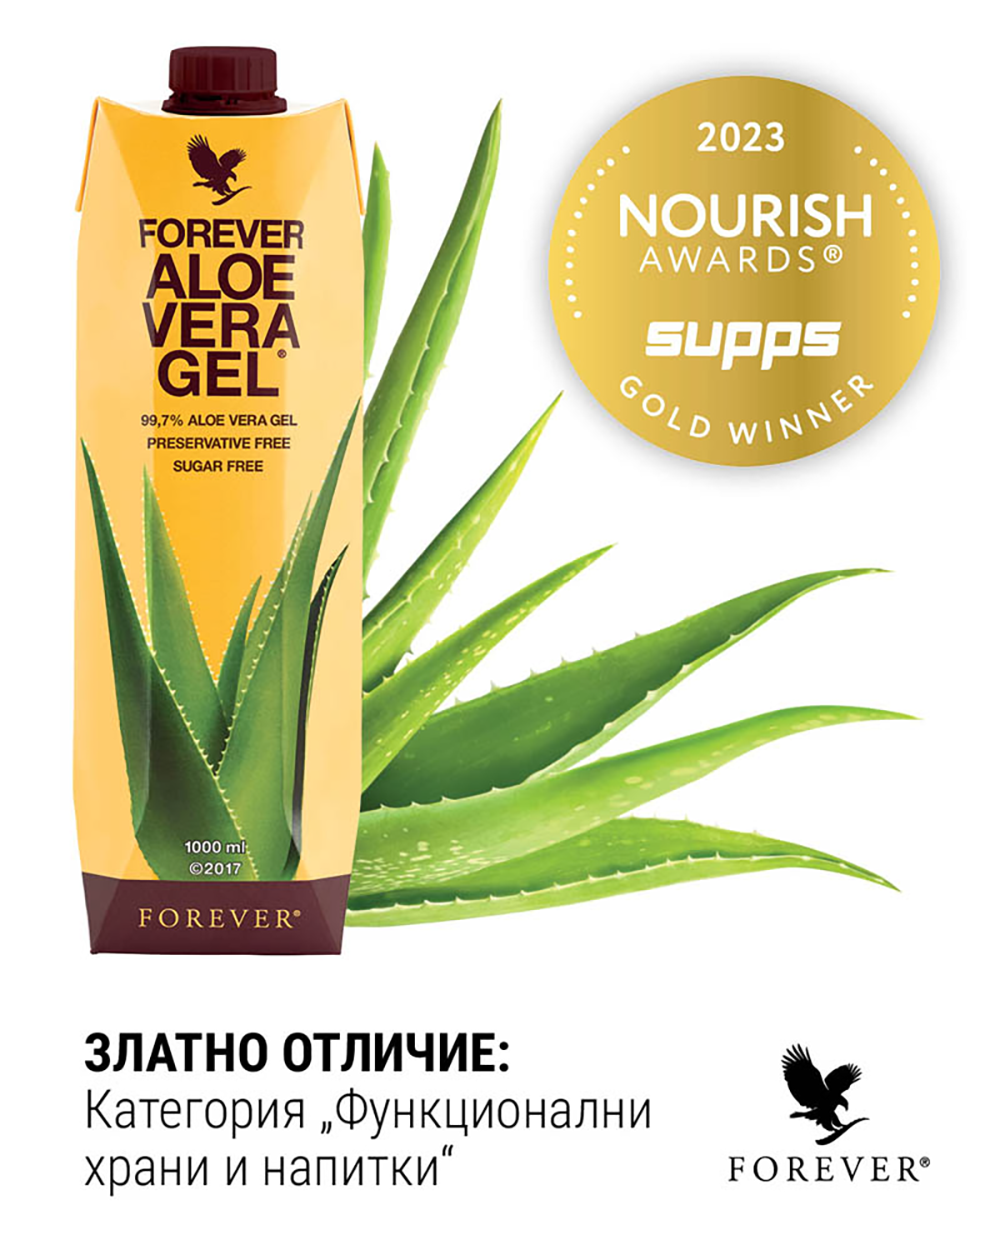 FOREVER
ALOE
VERA
GEL®
99,7% ALOE VERA GEL
PRESERVATIVE FREE
SUGAR FREE
1000 ml
©2017
FOREVER®
2023
NOURISH
AWARDS®
supps
GOLD WINNER
ЗЛАТНО ОТЛИЧИЕ:
Категория „Функционални
храни и напитки“
FOREVER®